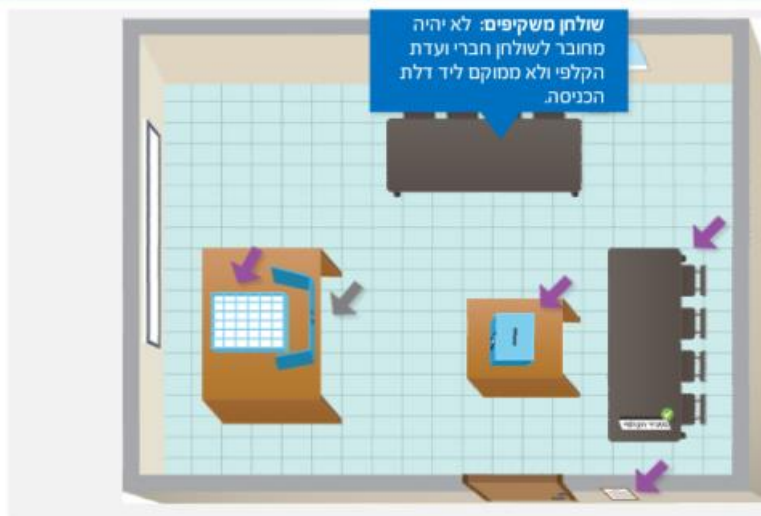 שולחן משקיפים: לא יהיה
מחובר לשולחן חברי ועדת
הקלפי ולא ממוקם ליד דלת
הכניסה.